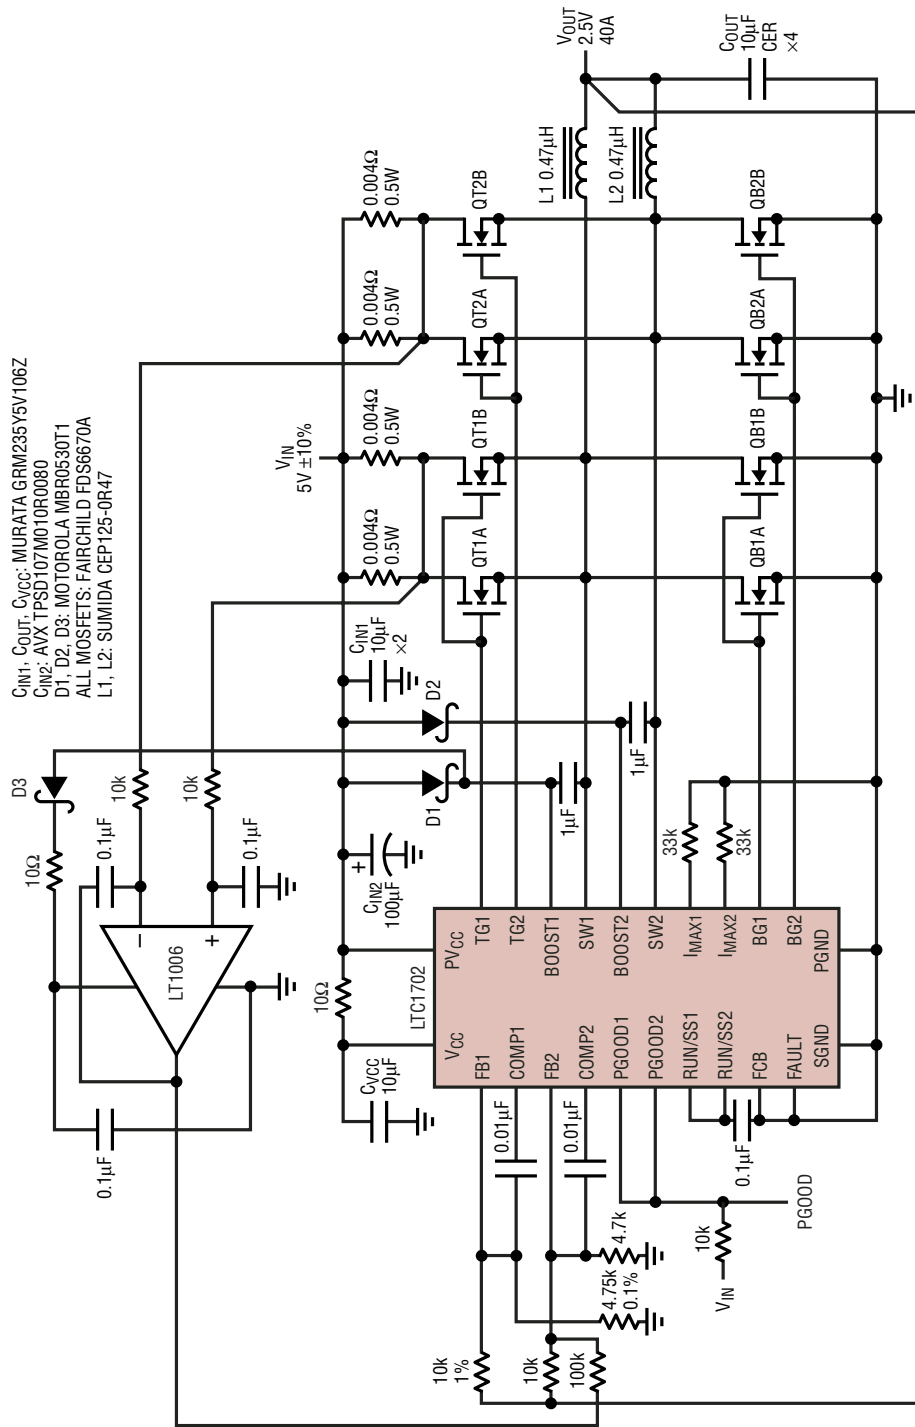 CIN1, COUT, CVCC: MURATA GRM235Y5V106Z
CIN2: AVX TPSD107M010R0080
D1, D2, D3: MOTOROLA MBR0530T1
ALL MOSFETS: FAIRCHILD FDS6670A
L1, L2: SUMIDA CEP125-0R47
D3
10Ω
0.1µF
0.1µF
10k
10k
0.1µF
–
+
LT1006
VIN
5V ±10%
0.004Ω
0.5W
0.004Ω
0.5W
0.004Ω
0.5W
0.004Ω
0.5W
CVCC
10µF
10Ω
CIN2
100µF
+
D1
D2
CIN1
10µF
×2
1µF
1µF
QT1A
QT1B
QT2A
QT2B
L1 0.47µH
L2 0.47µH
VOUT
2.5V
40A
COUT
10µF
CER
×4
QB1A
QB1B
QB2A
QB2B
LTC1702
VCC
PVCC
FB1
COMP1
FB2
COMP2
PGOOD1
PGOOD2
RUN/SS1
RUN/SS2
FCB
FAULT
SGND
TG1
TG2
BOOST1
SW1
BOOST2
SW2
IMAX1
IMAX2
BG1
BG2
PGND
33k
33k
0.01µF
0.01µF
0.1µF
10k
1%
10k
100k
4.75k
0.1%
4.7k
10k
VIN
PGOOD